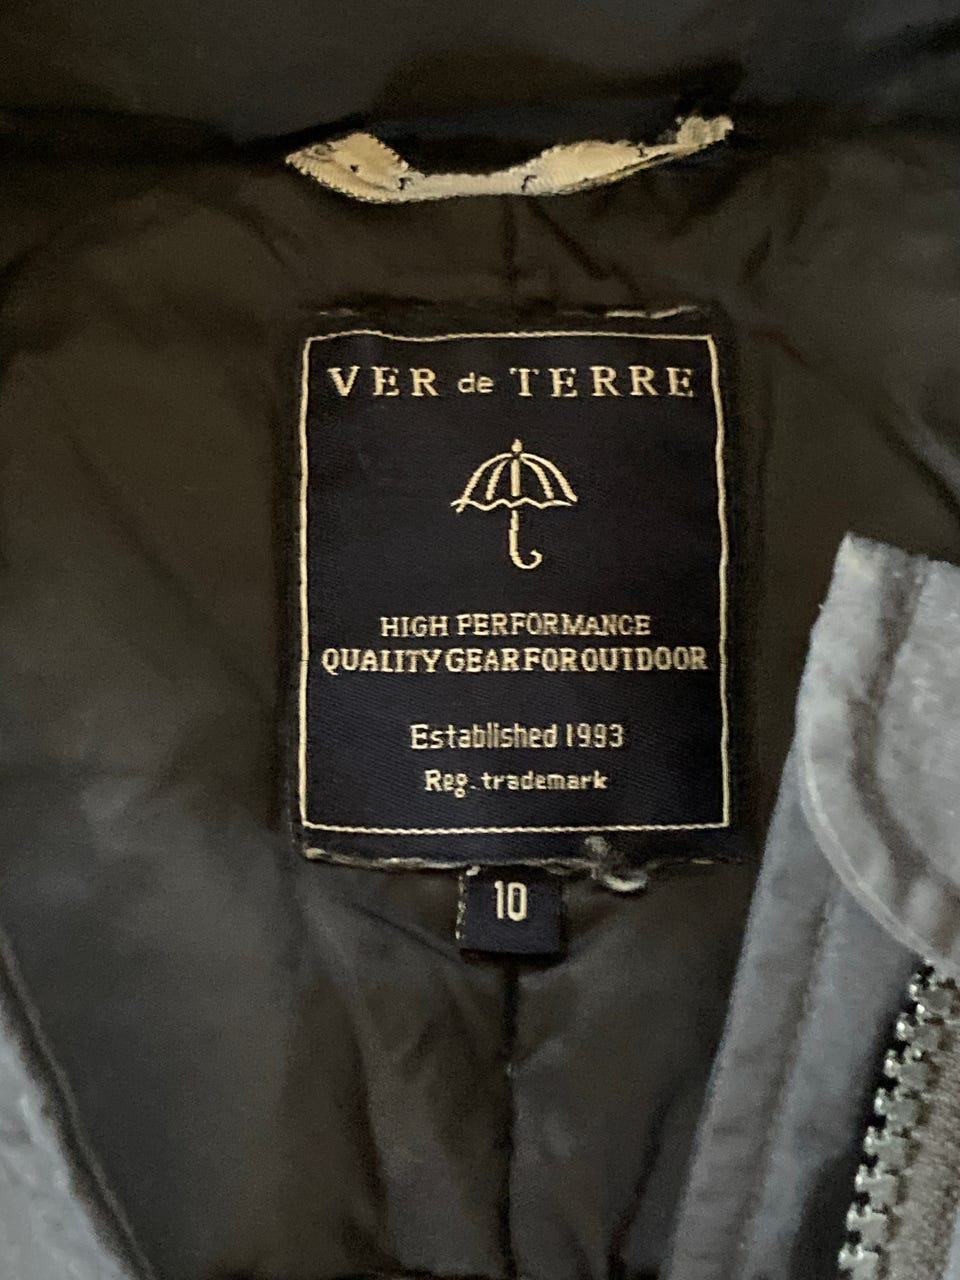 VER de TERRE
HIGH PERFORMANCE
QUALITY GEAR FOR OUTDOOR
Established 1993
Reg. trademark
10